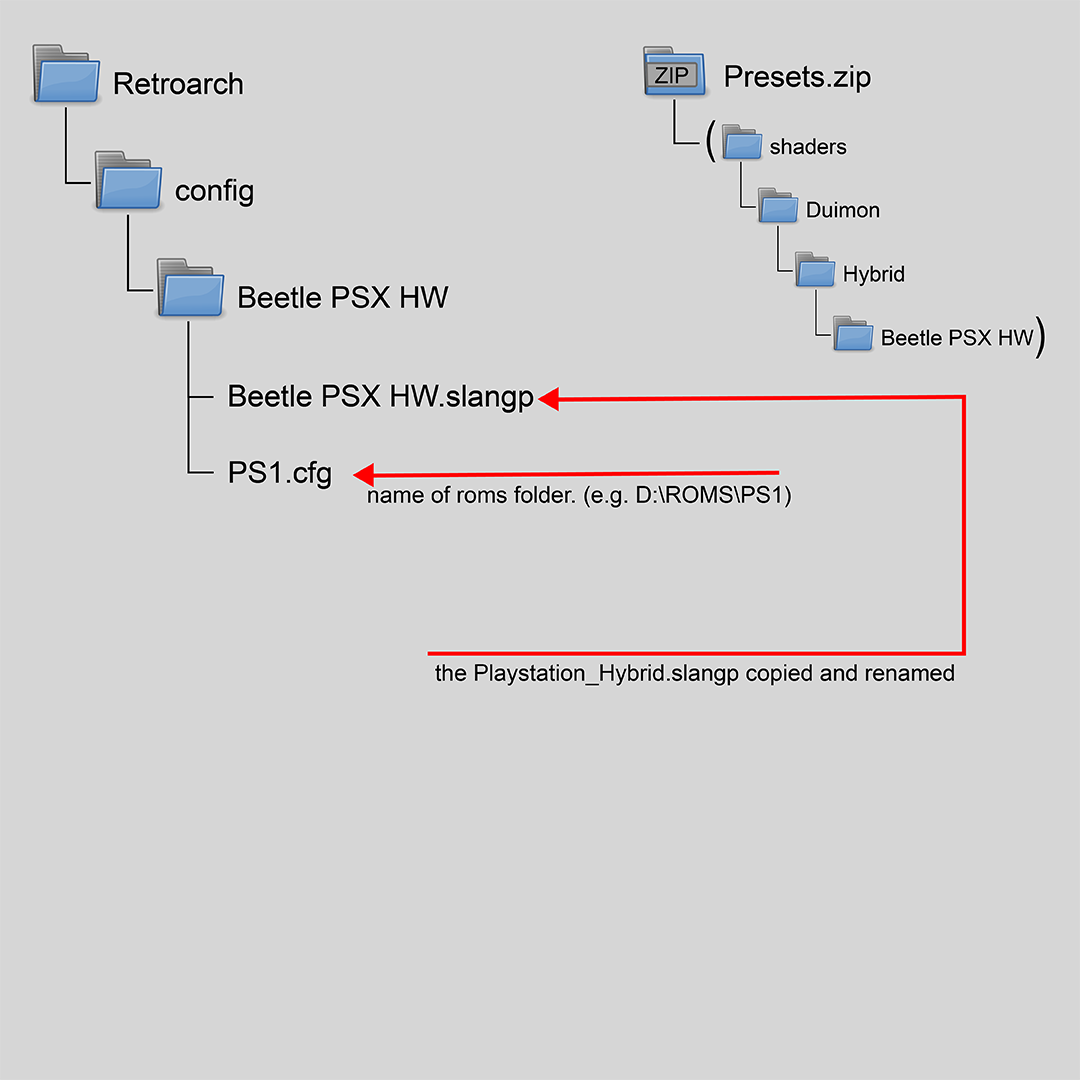 Retroarch
config
Beetle PSX HW
Beetle PSX HW.slangp
PS1.cfg
name of roms folder. (e.g. D:\ROMS\PS1)
the Playstation_Hybrid.slangp copied and renamed
ZIP
Presets.zip
(
shaders
Duimon
Hybrid
Beetle PSX HW)